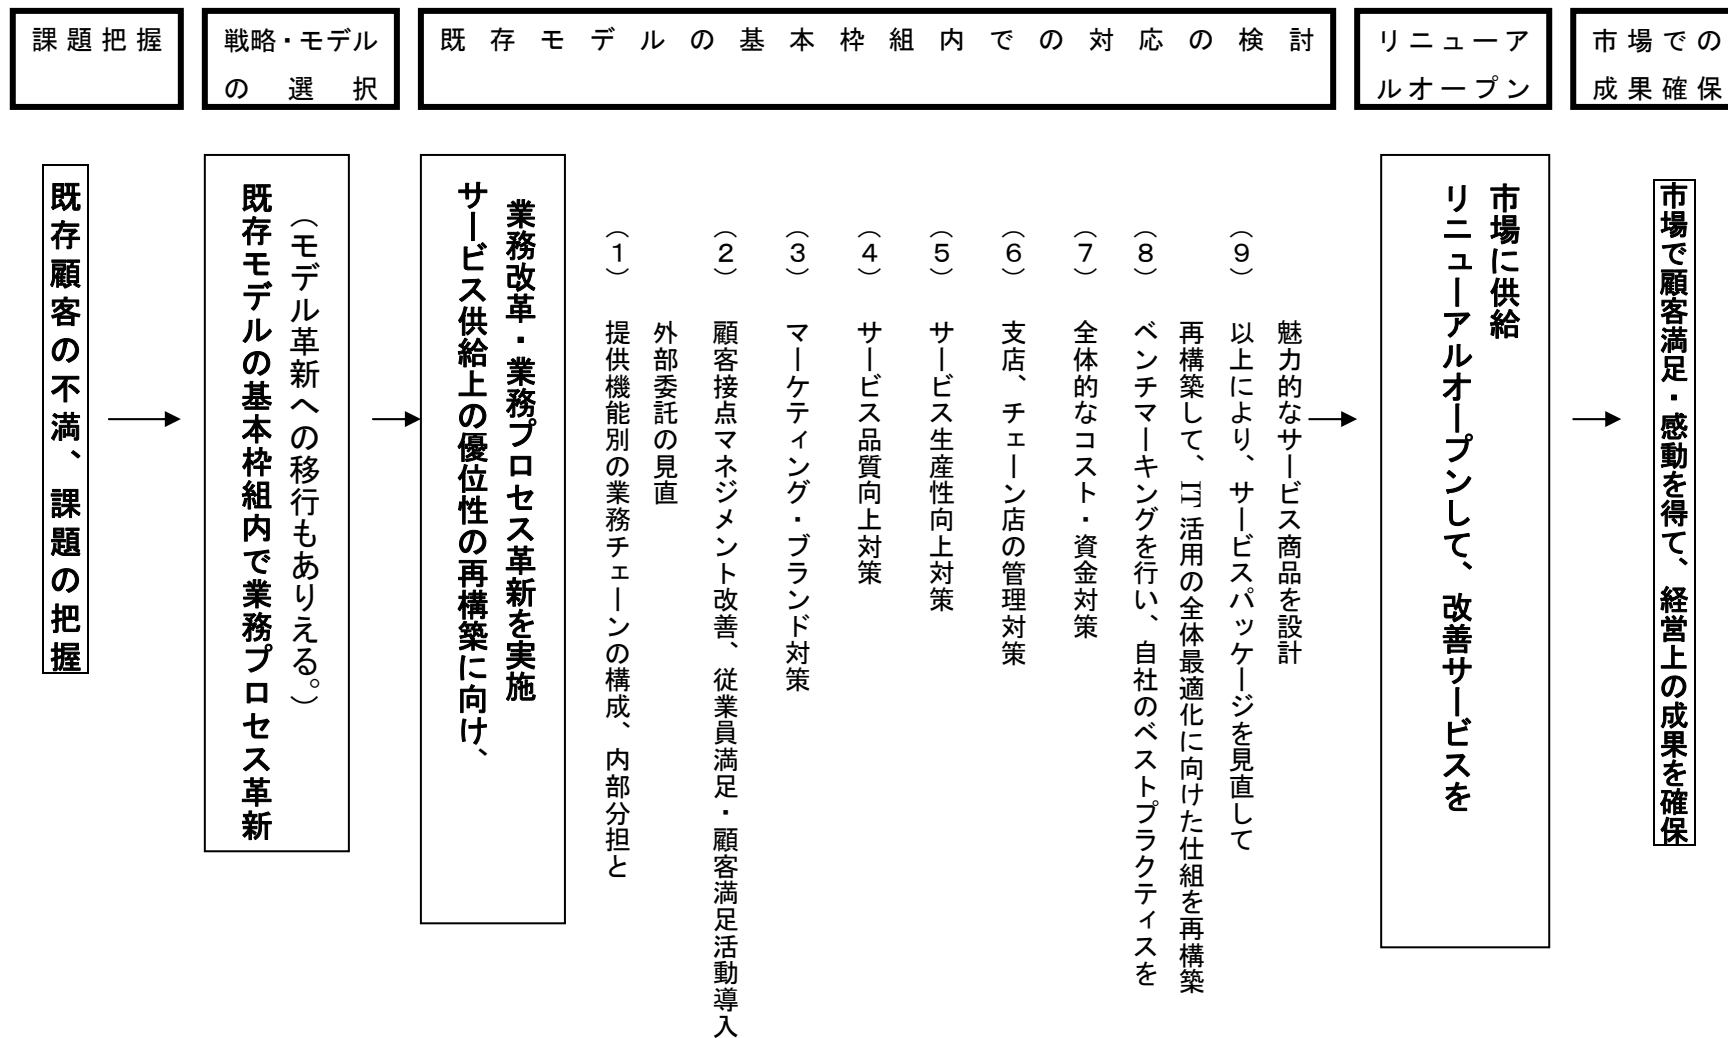 課題把握
戦略・モデル
の選択
既存モデルの基本枠組内での対応の検討
リニューア
ルオープン
市場での
成果確保
既存顧客の不満、課題の把握
既存モデルの基本枠組内で業務プロセス革新
（モデル革新への移行もありえる。）
サービス供給上の優位性の再構築に向け、
業務改革・業務プロセス革新を実施
（１） 提供機能別の業務チェーンの構成、内部分担と
外部委託の見直
（２） 顧客接点マネジメント改善、従業員満足・顧客満足活動導入
（３） マーケティング・ブランド対策
（４） サービス品質向上対策
（５） サービス生産性向上対策
（６） 支店、チェーン店の管理対策
（７） 全体的なコスト・資金対策
（８） ベンチマーキングを行い、自社のベストプラクティスを
再構築して、IT活用の全体最適化に向けた仕組を再構築
（９） 以上により、サービスパッケージを見直して
魅力的なサービス商品を設計
リニューアルオープンして、改善サービスを
市場に供給
市場で顧客満足・感動を得て、経営上の成果を確保